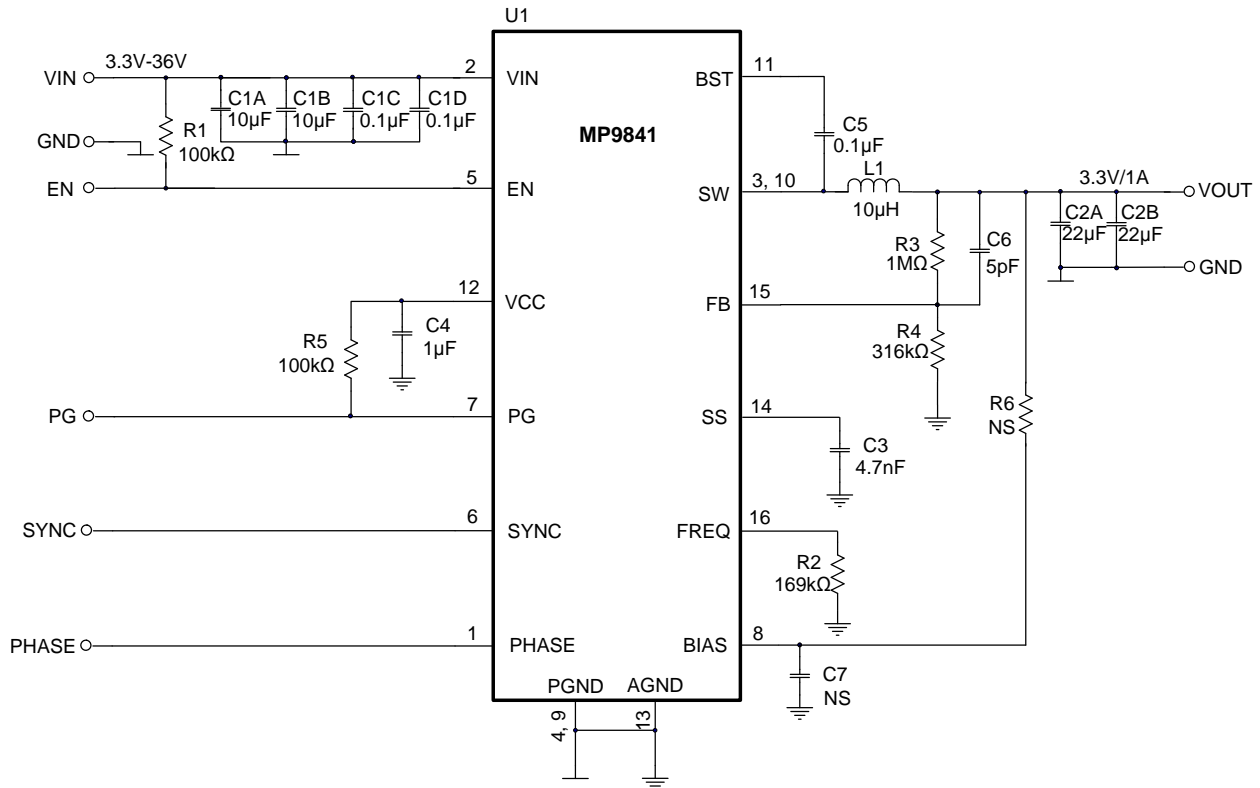 U1
VIN
3.3V-36V
2
VIN
BST
11
C1A
10µF
C1B
10µF
C1C
0.1µF
C1D
0.1µF
GND
R1
100kΩ
MP9841
C5
0.1µF
EN
5
EN
SW
3, 10
L1
10µH
3.3V/1A
VOUT
R3
1MΩ
C6
5pF
C2A
22µF
C2B
22µF
GND
12
VCC
FB
15
R5
100kΩ
C4
1µF
R4
316kΩ
PG
7
PG
SS
14
C3
4.7nF
R6
NS
SYNC
6
SYNC
FREQ
16
R2
169kΩ
PHASE
1
PHASE
BIAS
8
C7
NS
PGND
AGND
4, 9
13